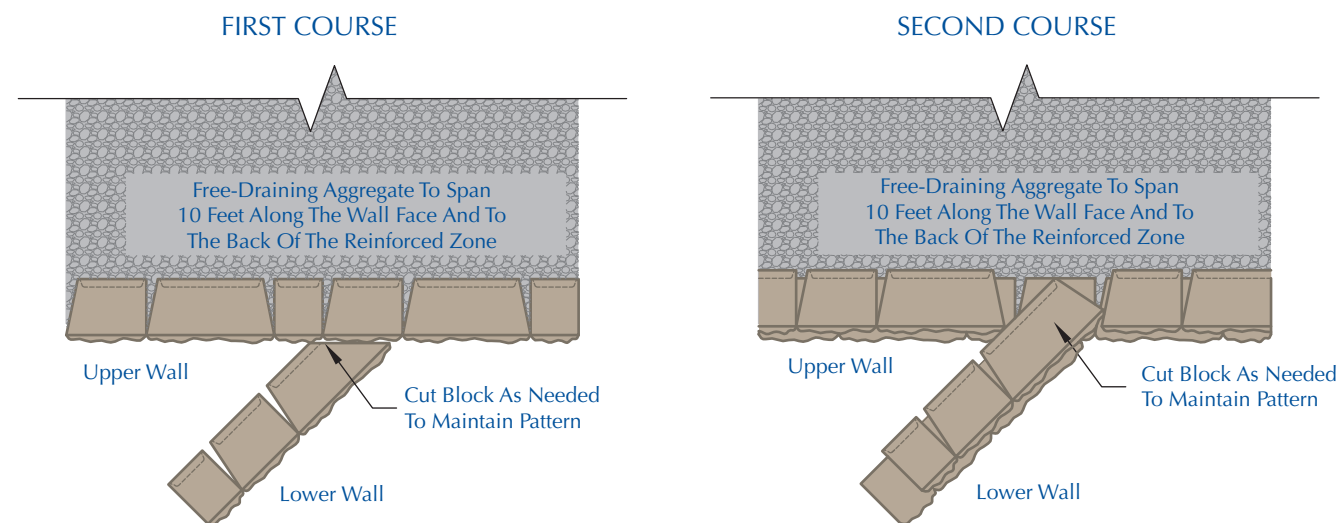 FIRST COURSE
Free-Draining Aggregate To Span
10 Feet Along The Wall Face And To
The Back Of The Reinforced Zone
Upper Wall
Cut Block As Needed
To Maintain Pattern
Lower Wall
SECOND COURSE
Free-Draining Aggregate To Span
10 Feet Along The Wall Face And To
The Back Of The Reinforced Zone
Upper Wall
Cut Block As Needed
To Maintain Pattern
Lower Wall